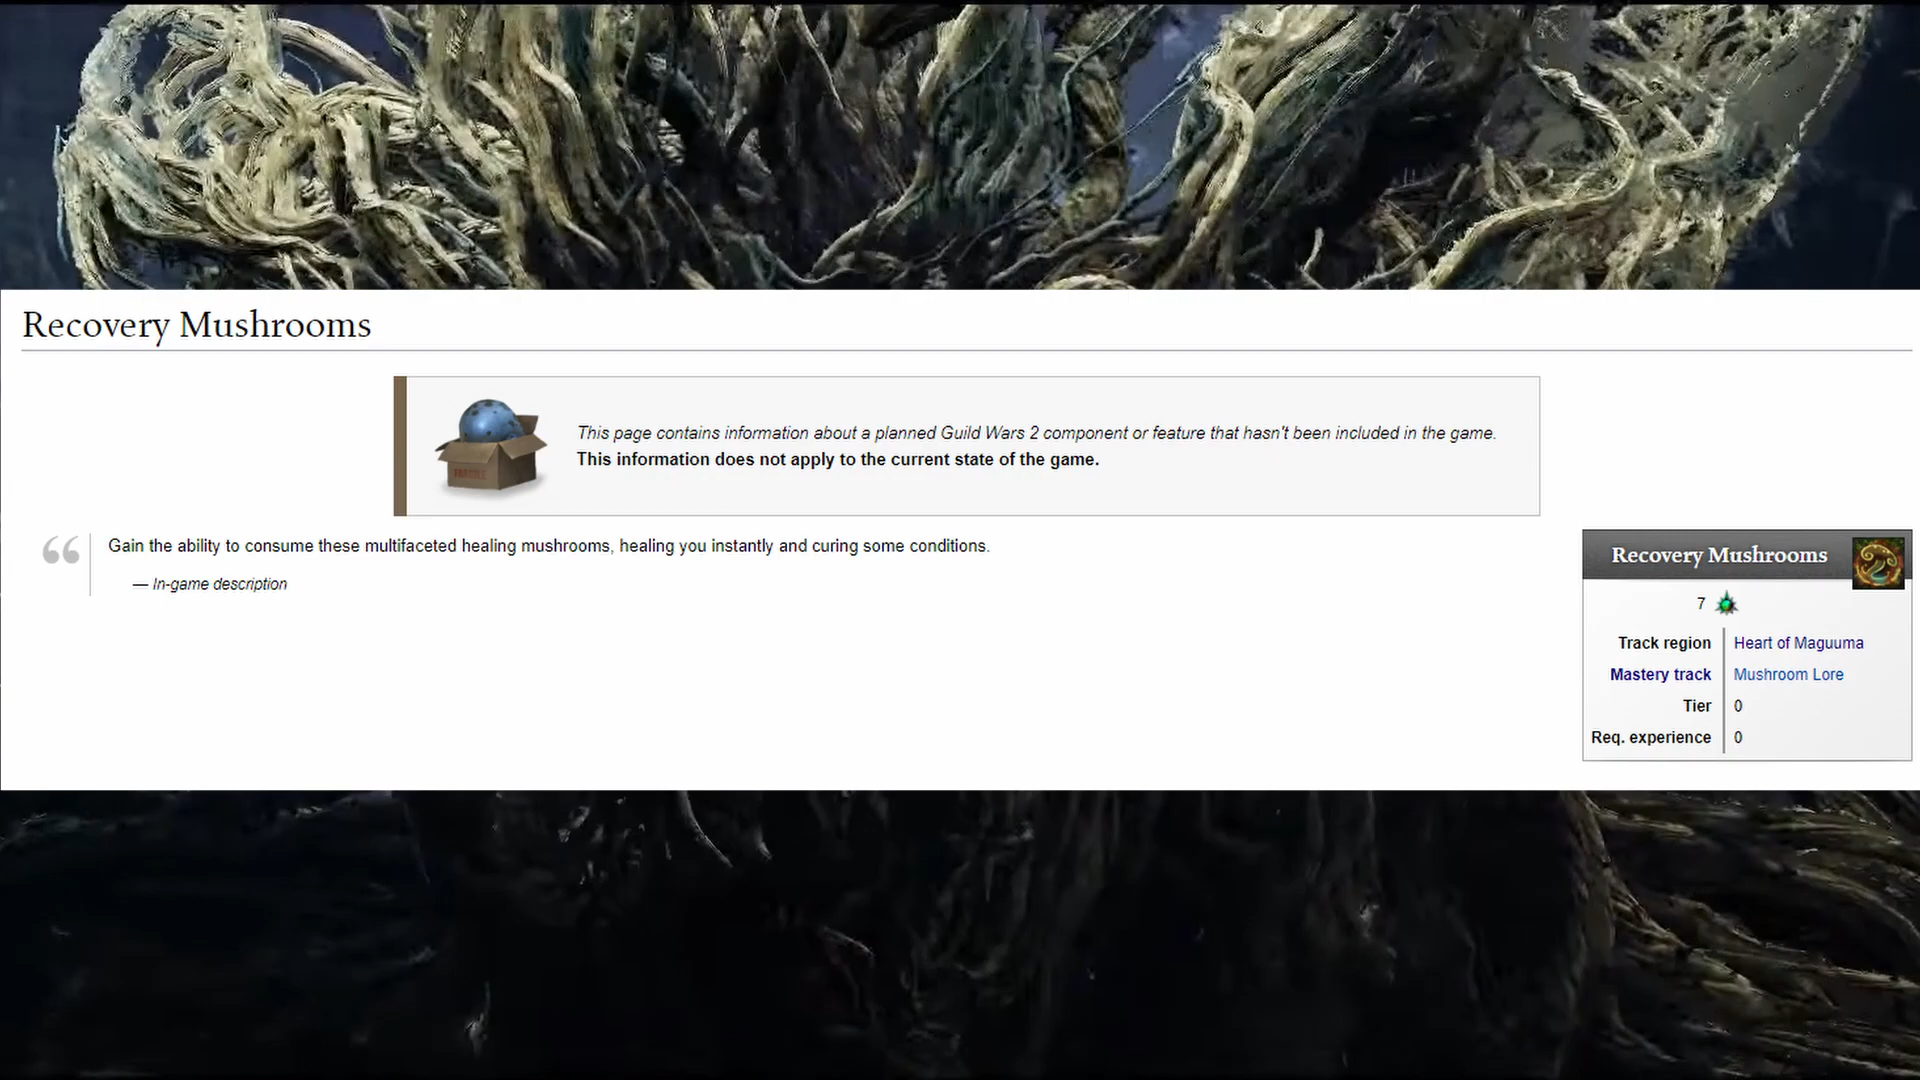 Recovery Mushrooms
FRAGILE
This page contains information about a planned Guild Wars 2 component or feature that hasn't been included in the game.
This information does not apply to the current state of the game.
“ Gain the ability to consume these multifaceted healing mushrooms, healing you instantly and curing some conditions.
— In-game description
Recovery Mushrooms
7
Track region Heart of Maguuma
Mastery track Mushroom Lore
Tier 0
Req. experience 0